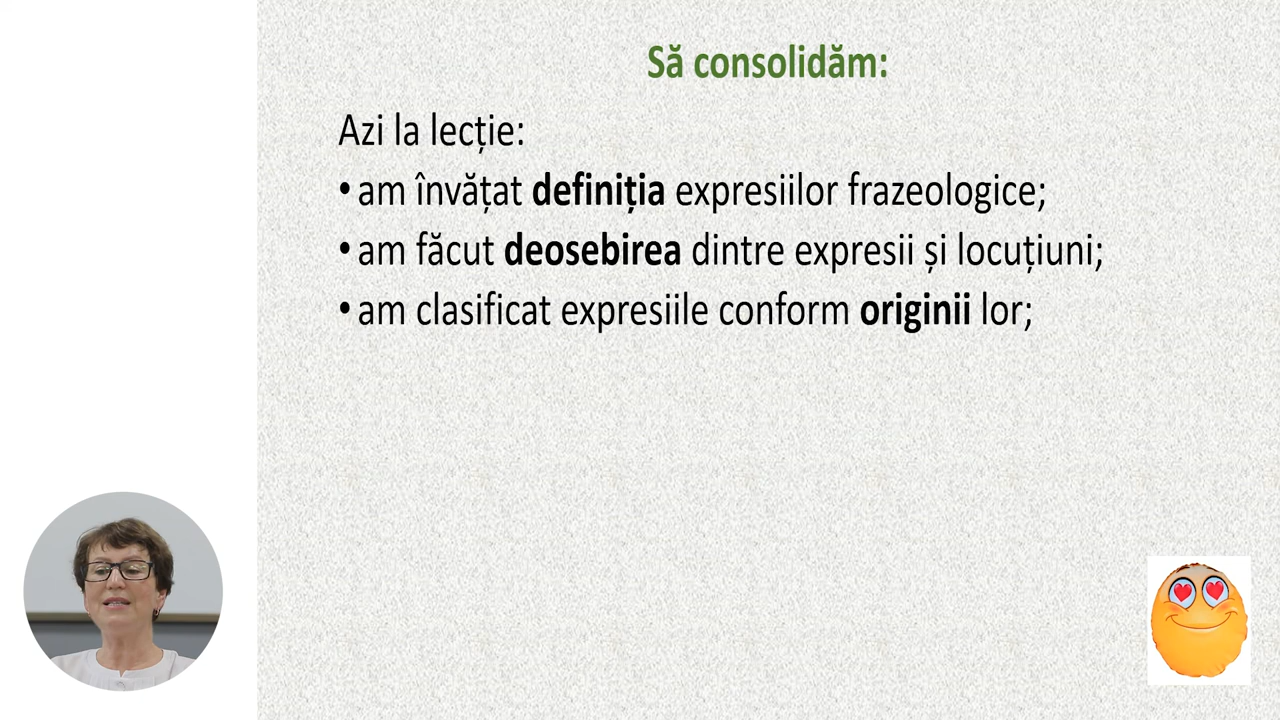 Să consolidăm:
Azi la lecție:
• am învățat definiția expresiilor frazeologice;
• am făcut deosebirea dintre expresii și locuțiuni;
• am clasificat expresiile conform originii lor;